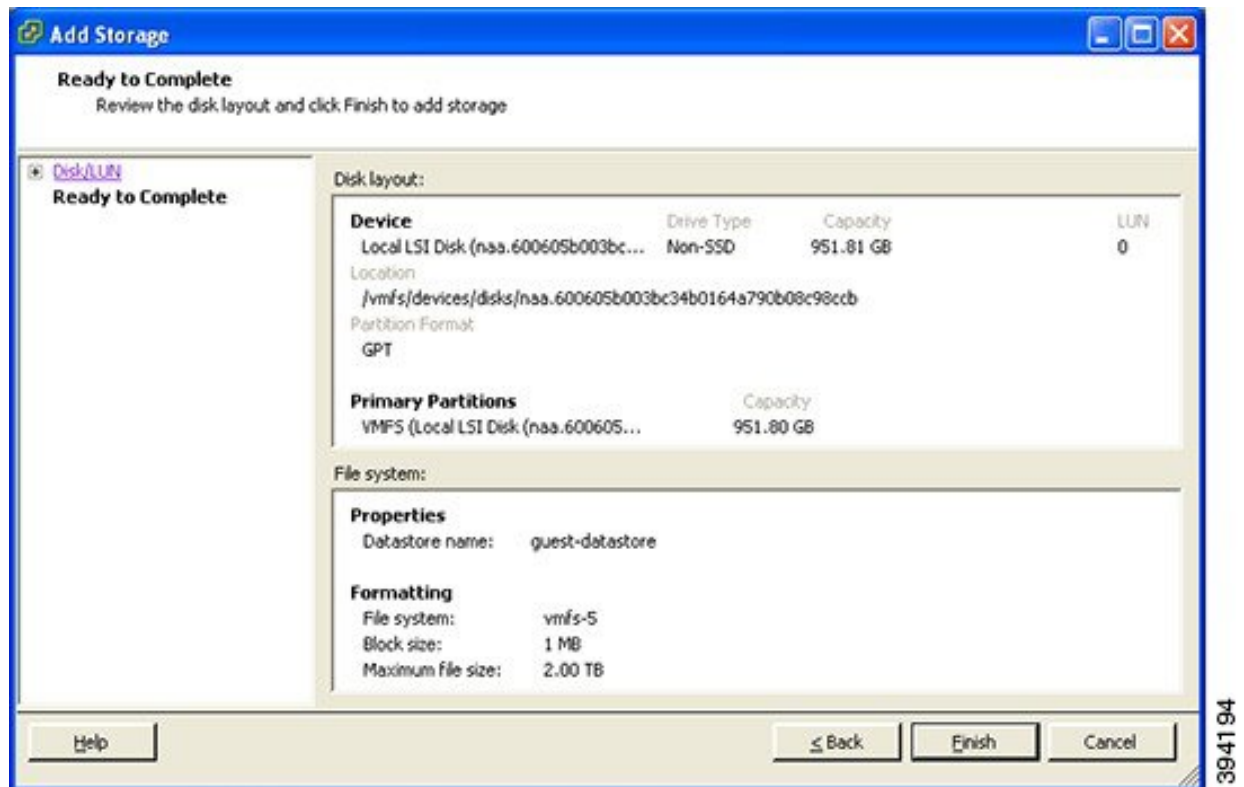 Add Storage
Ready to Complete
Review the disk layout and click Finish to add storage
Disk/LUN
Ready to Complete
Disk layout:
Device Drive Type Capacity LUN
Local LSI Disk (naa.600605b003bc... Non-SSD 951.81 GB 0
Location
/vmfs/devices/disks/naa.600605b003bc34b0164a790b08c98ccb
Partition Format
GPT
Primary Partitions Capacity
VMFS (Local LSI Disk (naa.600605... 951.80 GB
File system:
Properties
Datastore name: guest-datastore
Formatting
File system: vmfs-5
Block size: 1 MB
Maximum file size: 2.00 TB
Help ≤ Back Finish Cancel
394194